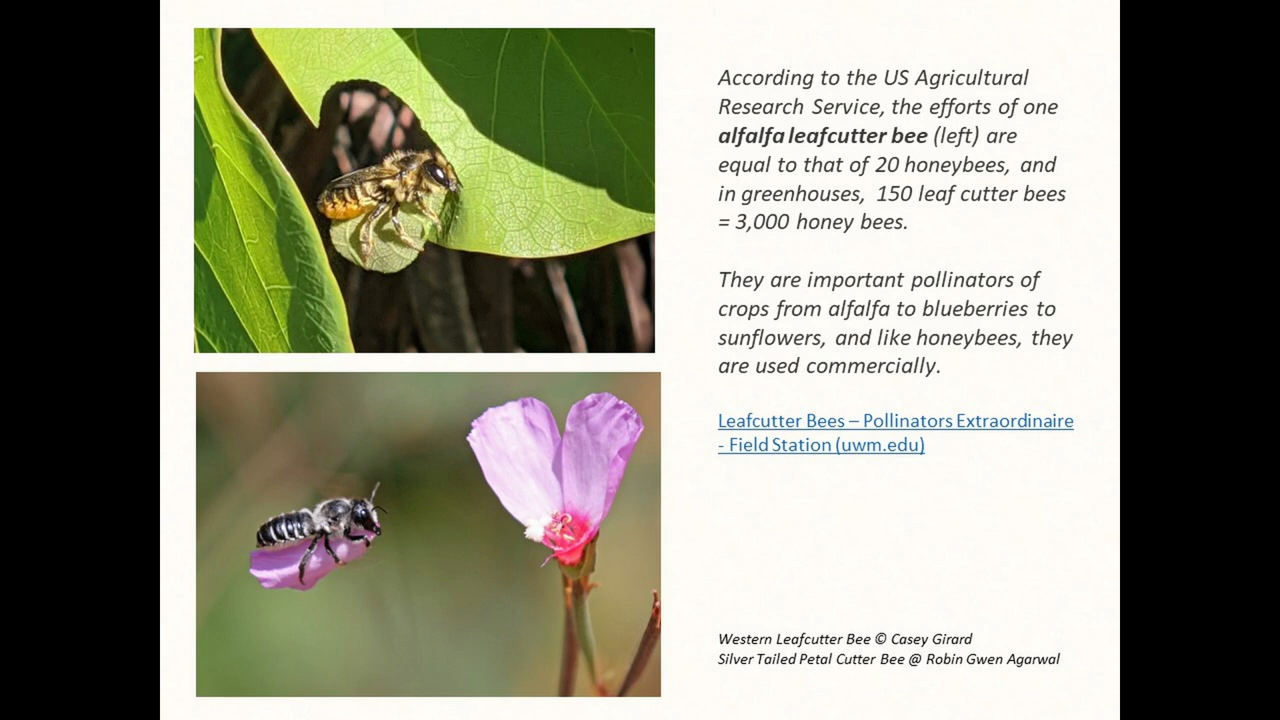 According to the US Agricultural
Research Service, the efforts of one
alfalfa leafcutter bee (left) are
equal to that of 20 honeybees, and
in greenhouses, 150 leaf cutter bees
= 3,000 honey bees.
They are important pollinators of
crops from alfalfa to blueberries to
sunflowers, and like honeybees, they
are used commercially.
Leafcutter Bees – Pollinators Extraordinaire
- Field Station (uwm.edu)
Western Leafcutter Bee © Casey Girard
Silver Tailed Petal Cutter Bee @ Robin Gwen Agarwal